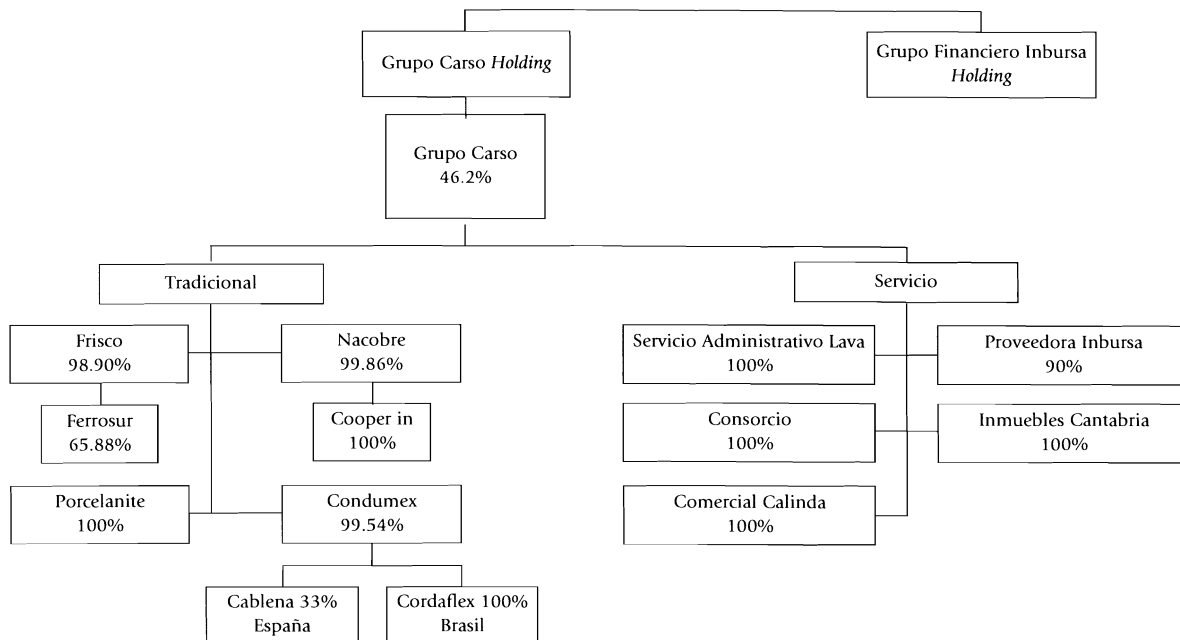 Grupo Carso Holding
Grupo Financiero Inbursa
Holding
Grupo Carso
46.2%
Tradicional
Servicio
Frisco
98.90%
Nacobre
99.86%
Servicio Administrativo Lava
100%
Proveedora Inbursa
90%
Ferrosur
65.88%
Cooper in
100%
Consorcio
100%
Inmuebles Cantabria
100%
Porcelanite
100%
Condumex
99.54%
Comercial Calinda
100%
Cablena 33%
España
Cordaflex 100%
Brasil